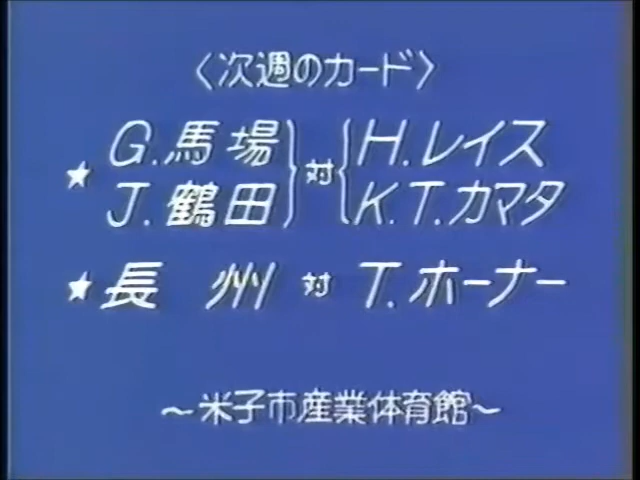 〈次週のカード〉
★ G.馬場 J.鶴田 } 対 { H.レイス K.T.カマタ
★ 長州 対 T.ホーナー
～米子市産業体育館～